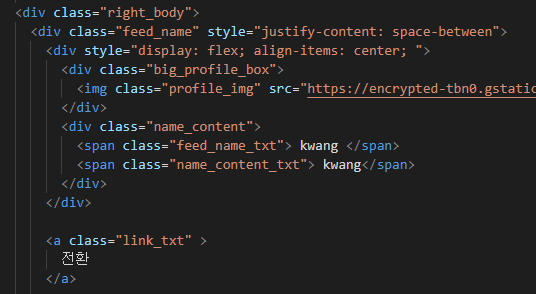 <div class="right_body">
<div class="feed_name" style="justify-content: space-between">
<div style="display: flex; align-items: center; ">
<div class="big_profile_box">
<img class="profile_img" src="https://encrypted-tbn0.gstatic
</div>
<div class="name_content">
<span class="feed_name_txt"> kwang </span>
<span class="name_content_txt"> kwang</span>
</div>
</div>
<a class="link_txt" >
전환
</a>